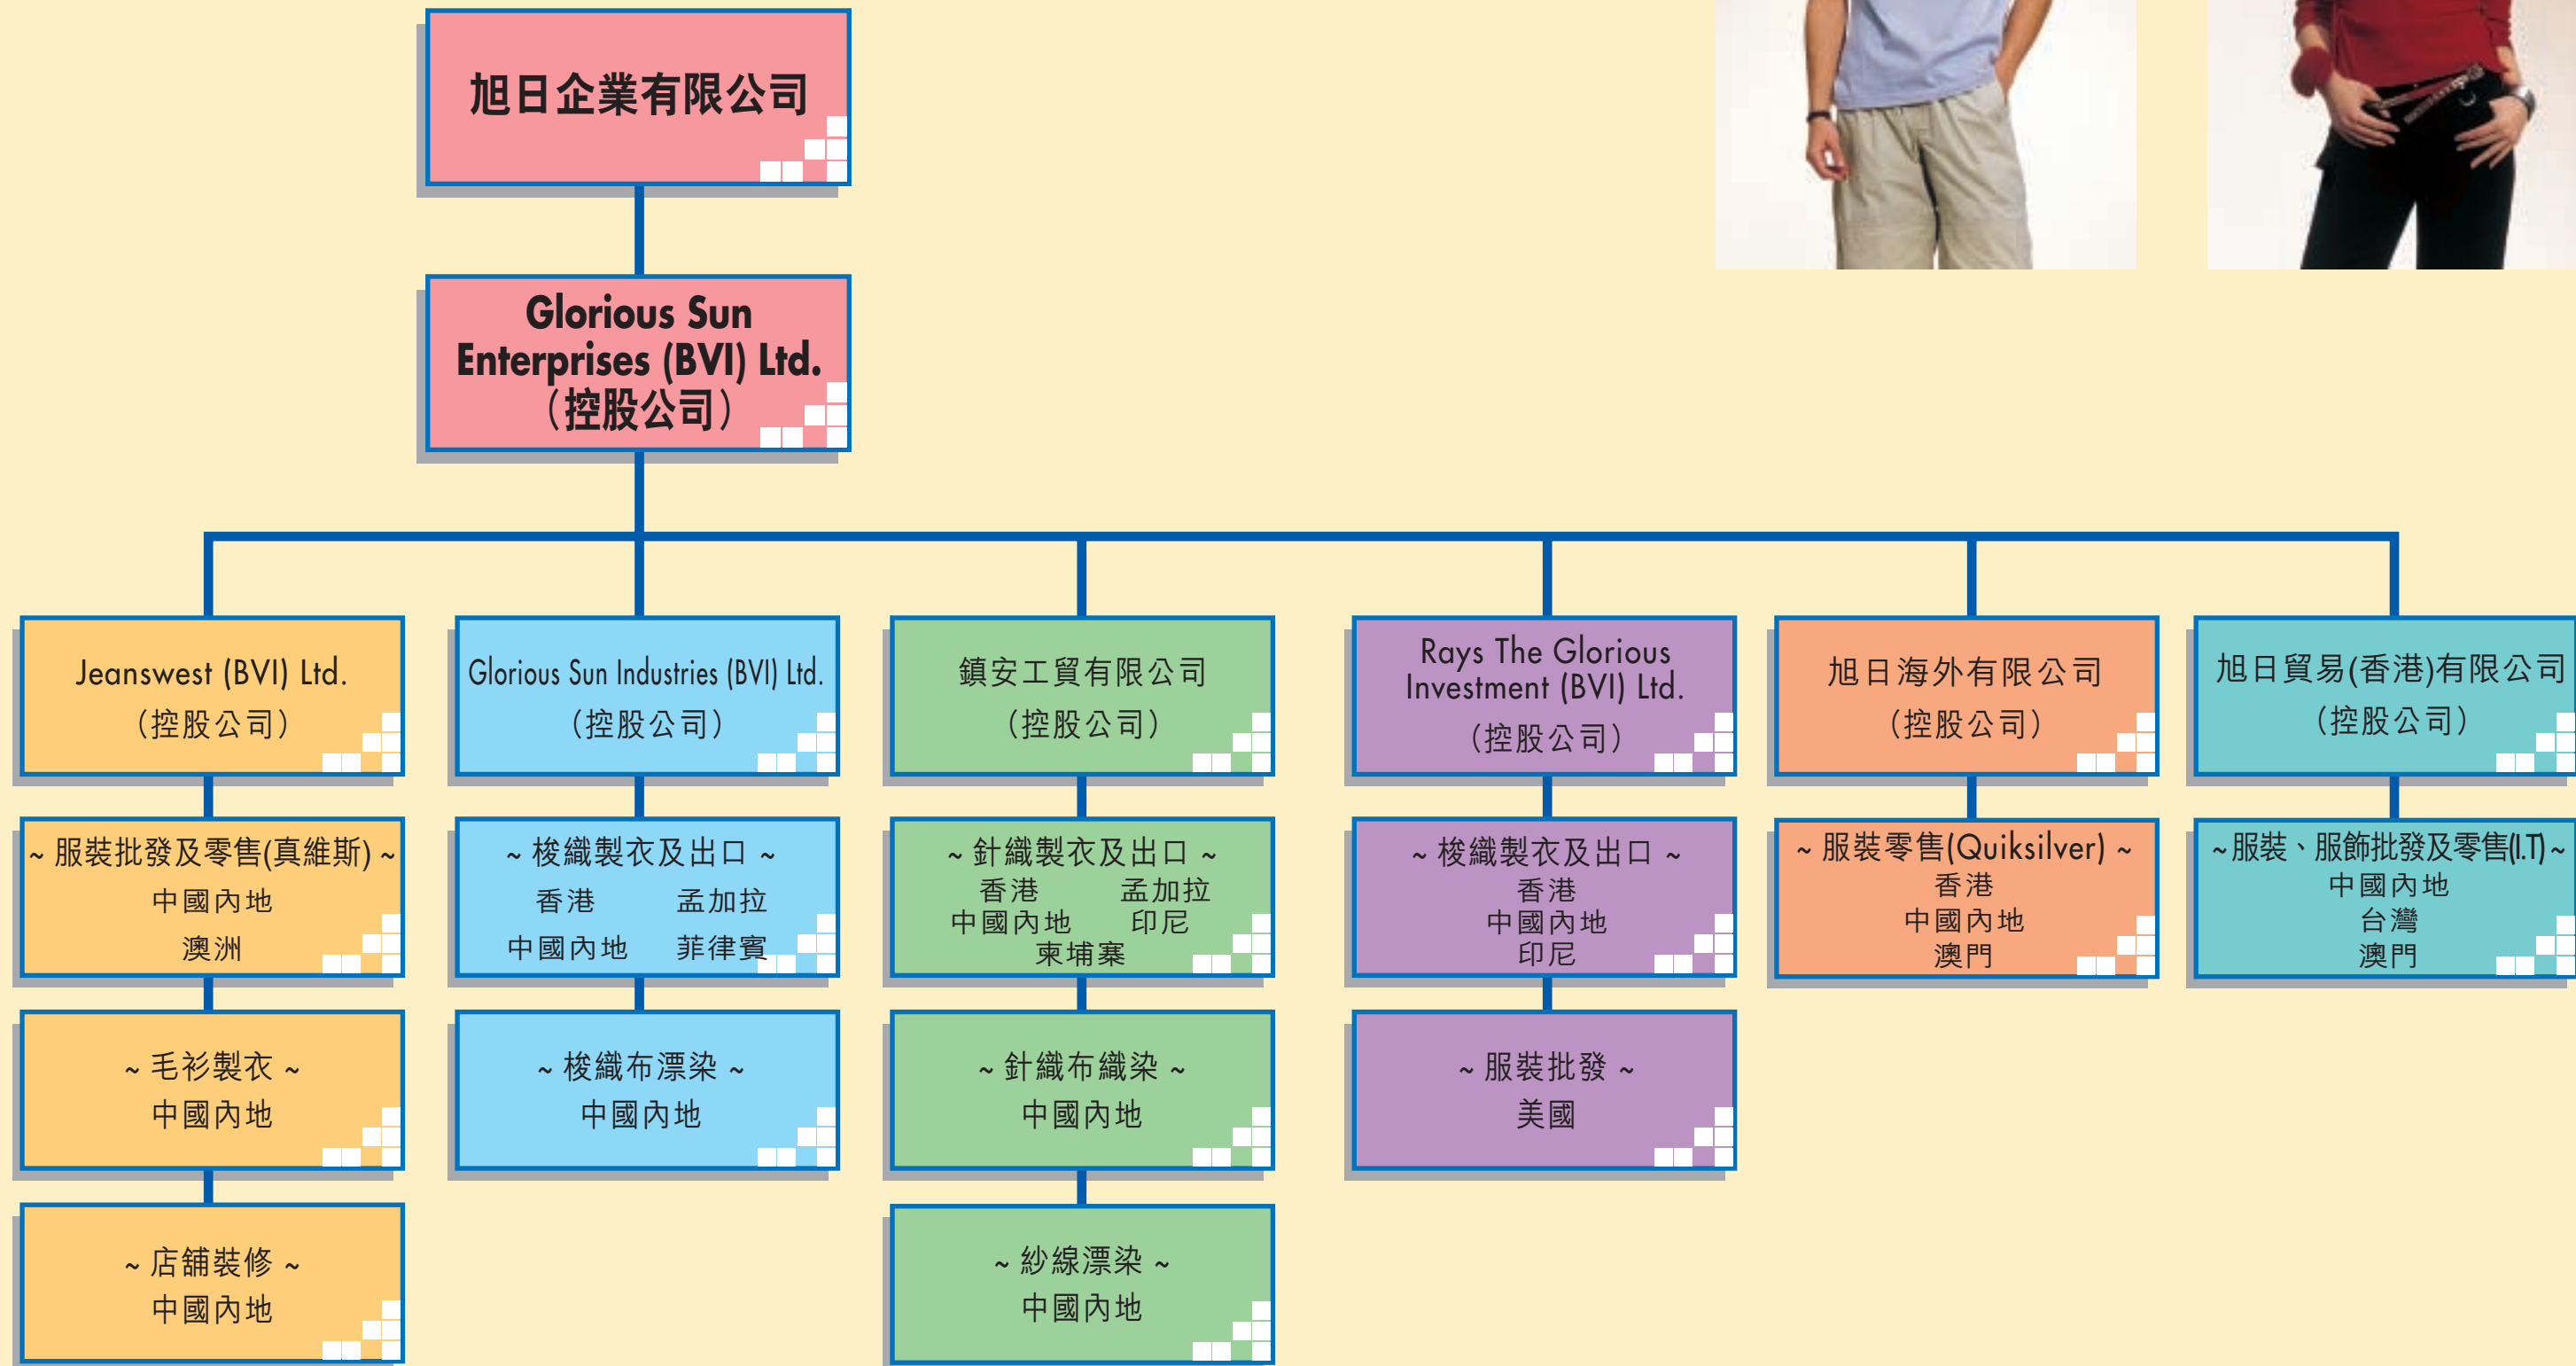 旭日企業有限公司
Glorious Sun
Enterprises (BVI) Ltd.
（控股公司）
Jeanswest (BVI) Ltd.
（控股公司）
~ 服裝批發及零售(真維斯) ~
中國內地
澳洲
~ 毛衫製衣 ~
中國內地
~ 店舖裝修 ~
中國內地
Glorious Sun Industries (BVI) Ltd.
（控股公司）
~ 梭織製衣及出口 ~
香港 孟加拉
中國內地 菲律賓
~ 梭織布漂染 ~
中國內地
鎮安工貿有限公司
（控股公司）
~ 針織製衣及出口 ~
香港 孟加拉
中國內地 印尼
柬埔寨
~ 針織布織染 ~
中國內地
~ 紗線漂染 ~
中國內地
Rays The Glorious
Investment (BVI) Ltd.
（控股公司）
~ 梭織製衣及出口 ~
香港
中國內地
印尼
~ 服裝批發 ~
美國
旭日海外有限公司
（控股公司）
~ 服裝零售(Quiksilver) ~
香港
中國內地
澳門
旭日貿易(香港)有限公司
（控股公司）
~服裝、服飾批發及零售(I.T)~
中國內地
台灣
澳門